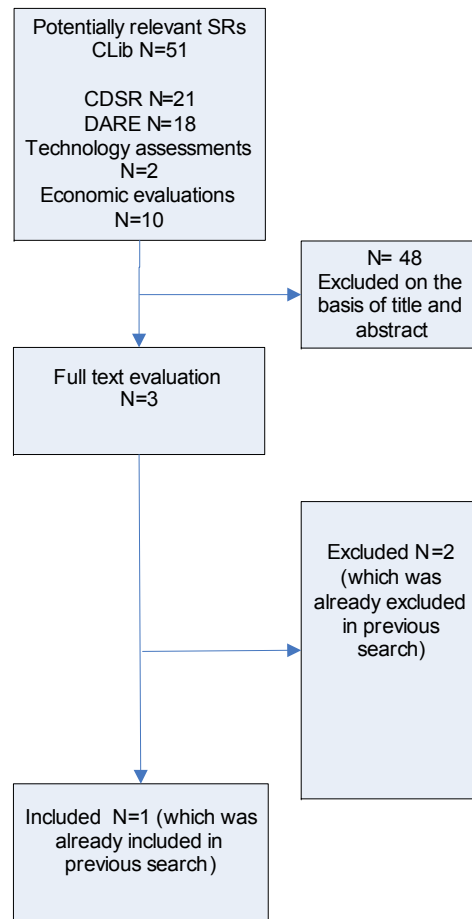 Potentially relevant SRs
CLib N=51
CDSR N=21
DARE N=18
Technology assessments
N=2
Economic evaluations
N=10
N= 48
Excluded on the
basis of title and
abstract
Full text evaluation
N=3
Excluded N=2
(which was
already excluded
in previous
search)
Included N=1 (which was
already included in
previous search)